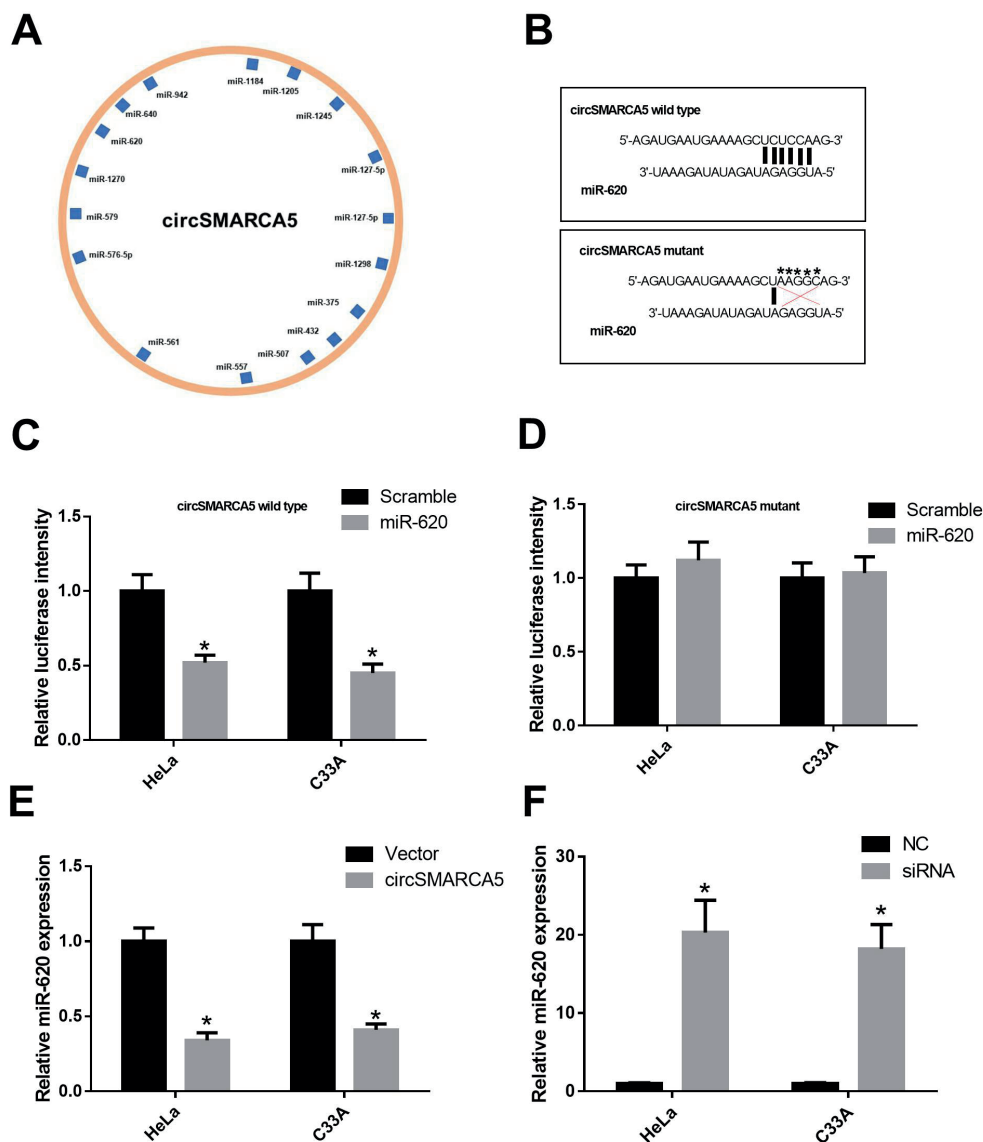 A
miR-1184
miR-1205
miR-942
miR-1245
miR-640
miR-620
miR-127-5p
miR-1270
miR-579
circSMARCA5
miR-127-5p
miR-576-5p
miR-1298
miR-375
miR-432
miR-561
miR-507
miR-557
B
circSMARCA5 wild type
5'-AGAUGAAUGAAAAGCUCUCCAAG-3'
3'-UAAAGAUAUAGAUAGAGGUA-5'
miR-620
circSMARCA5 mutant
*****
5'-AGAUGAAUGAAAAGCUAAGGCAG-3'
3'-UAAAGAUAUAGAUAGAGGUA-5'
miR-620
C
circSMARCA5 wild type
Scramble
miR-620
Relative luciferase intensity
1.5
1.0
0.5
0.0
*
*
HeLa
C33A
D
circSMARCA5 mutant
Scramble
miR-620
Relative luciferase intensity
1.5
1.0
0.5
0.0
HeLa
C33A
E
Vector
circSMARCA5
Relative miR-620 expression
1.5
1.0
0.5
0.0
*
*
HeLa
C33A
F
NC
siRNA
Relative miR-620 expression
30
20
10
0
*
*
HeLa
C33A